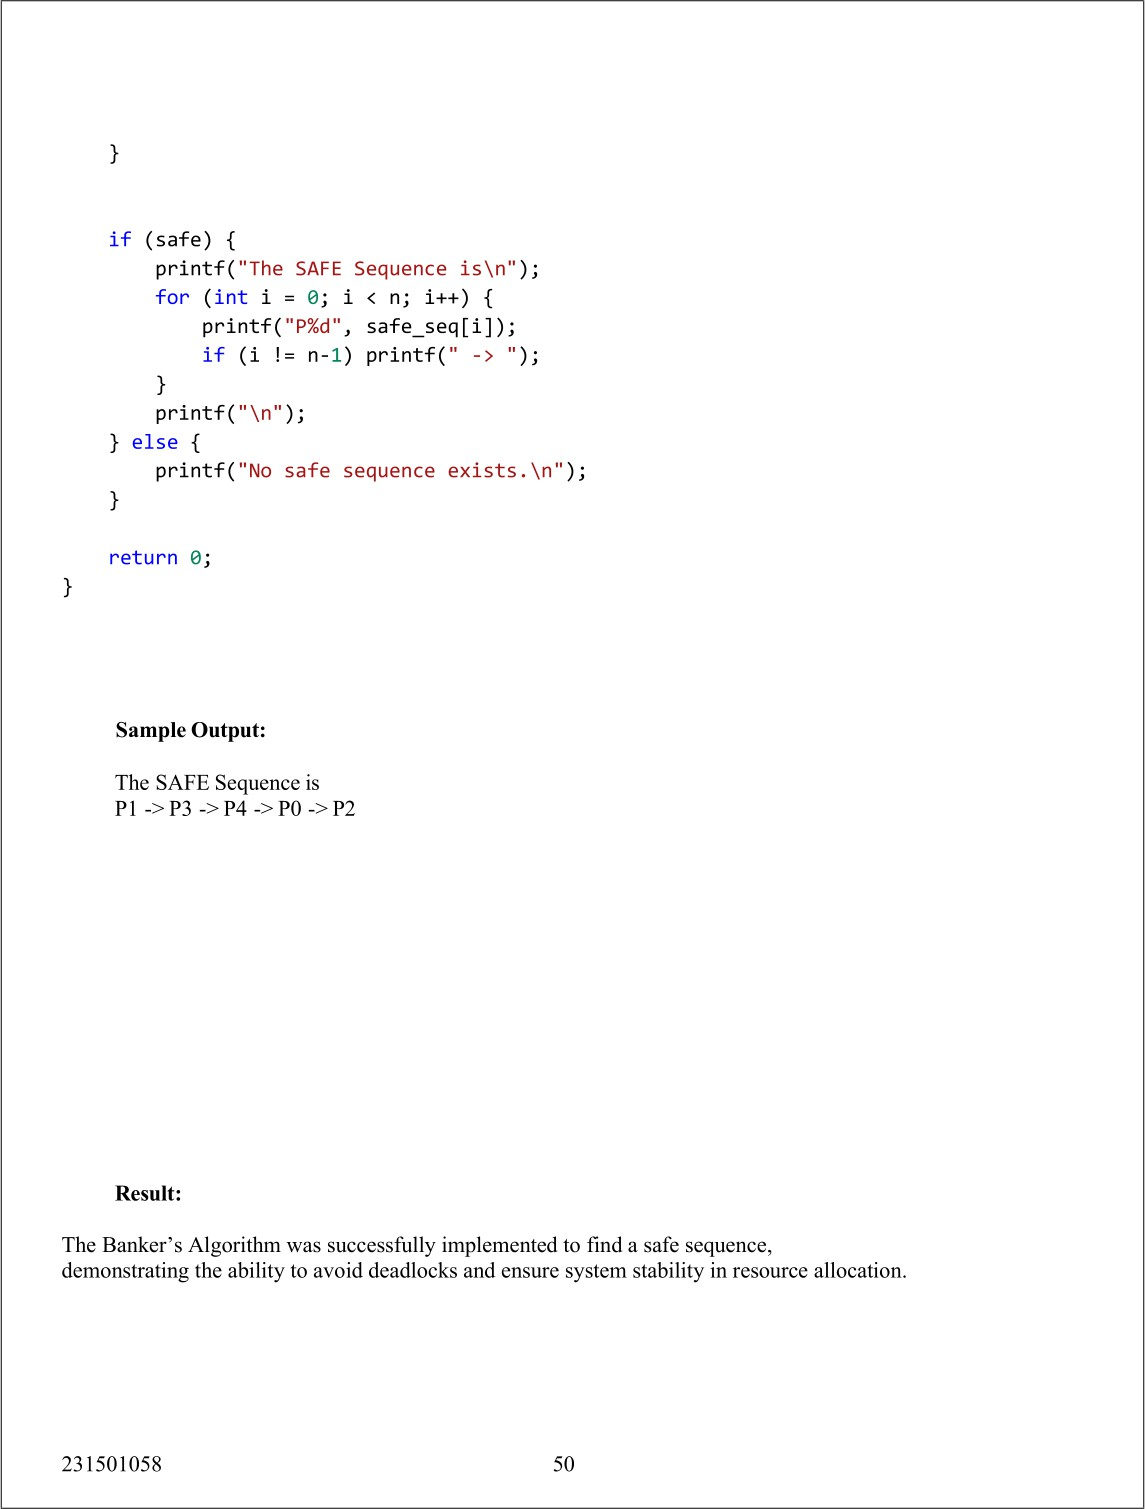 }

    if (safe) {
        printf("The SAFE Sequence is\n");
        for (int i = 0; i < n; i++) {
            printf("P%d", safe_seq[i]);
            if (i != n-1) printf(" -> ");
        }
        printf("\n");
    } else {
        printf("No safe sequence exists.\n");
    }

    return 0;
}

Sample Output:
The SAFE Sequence is
P1 -> P3 -> P4 -> P0 -> P2
Result:
The Banker’s Algorithm was successfully implemented to find a safe sequence,
demonstrating the ability to avoid deadlocks and ensure system stability in resource allocation.
231501058 50